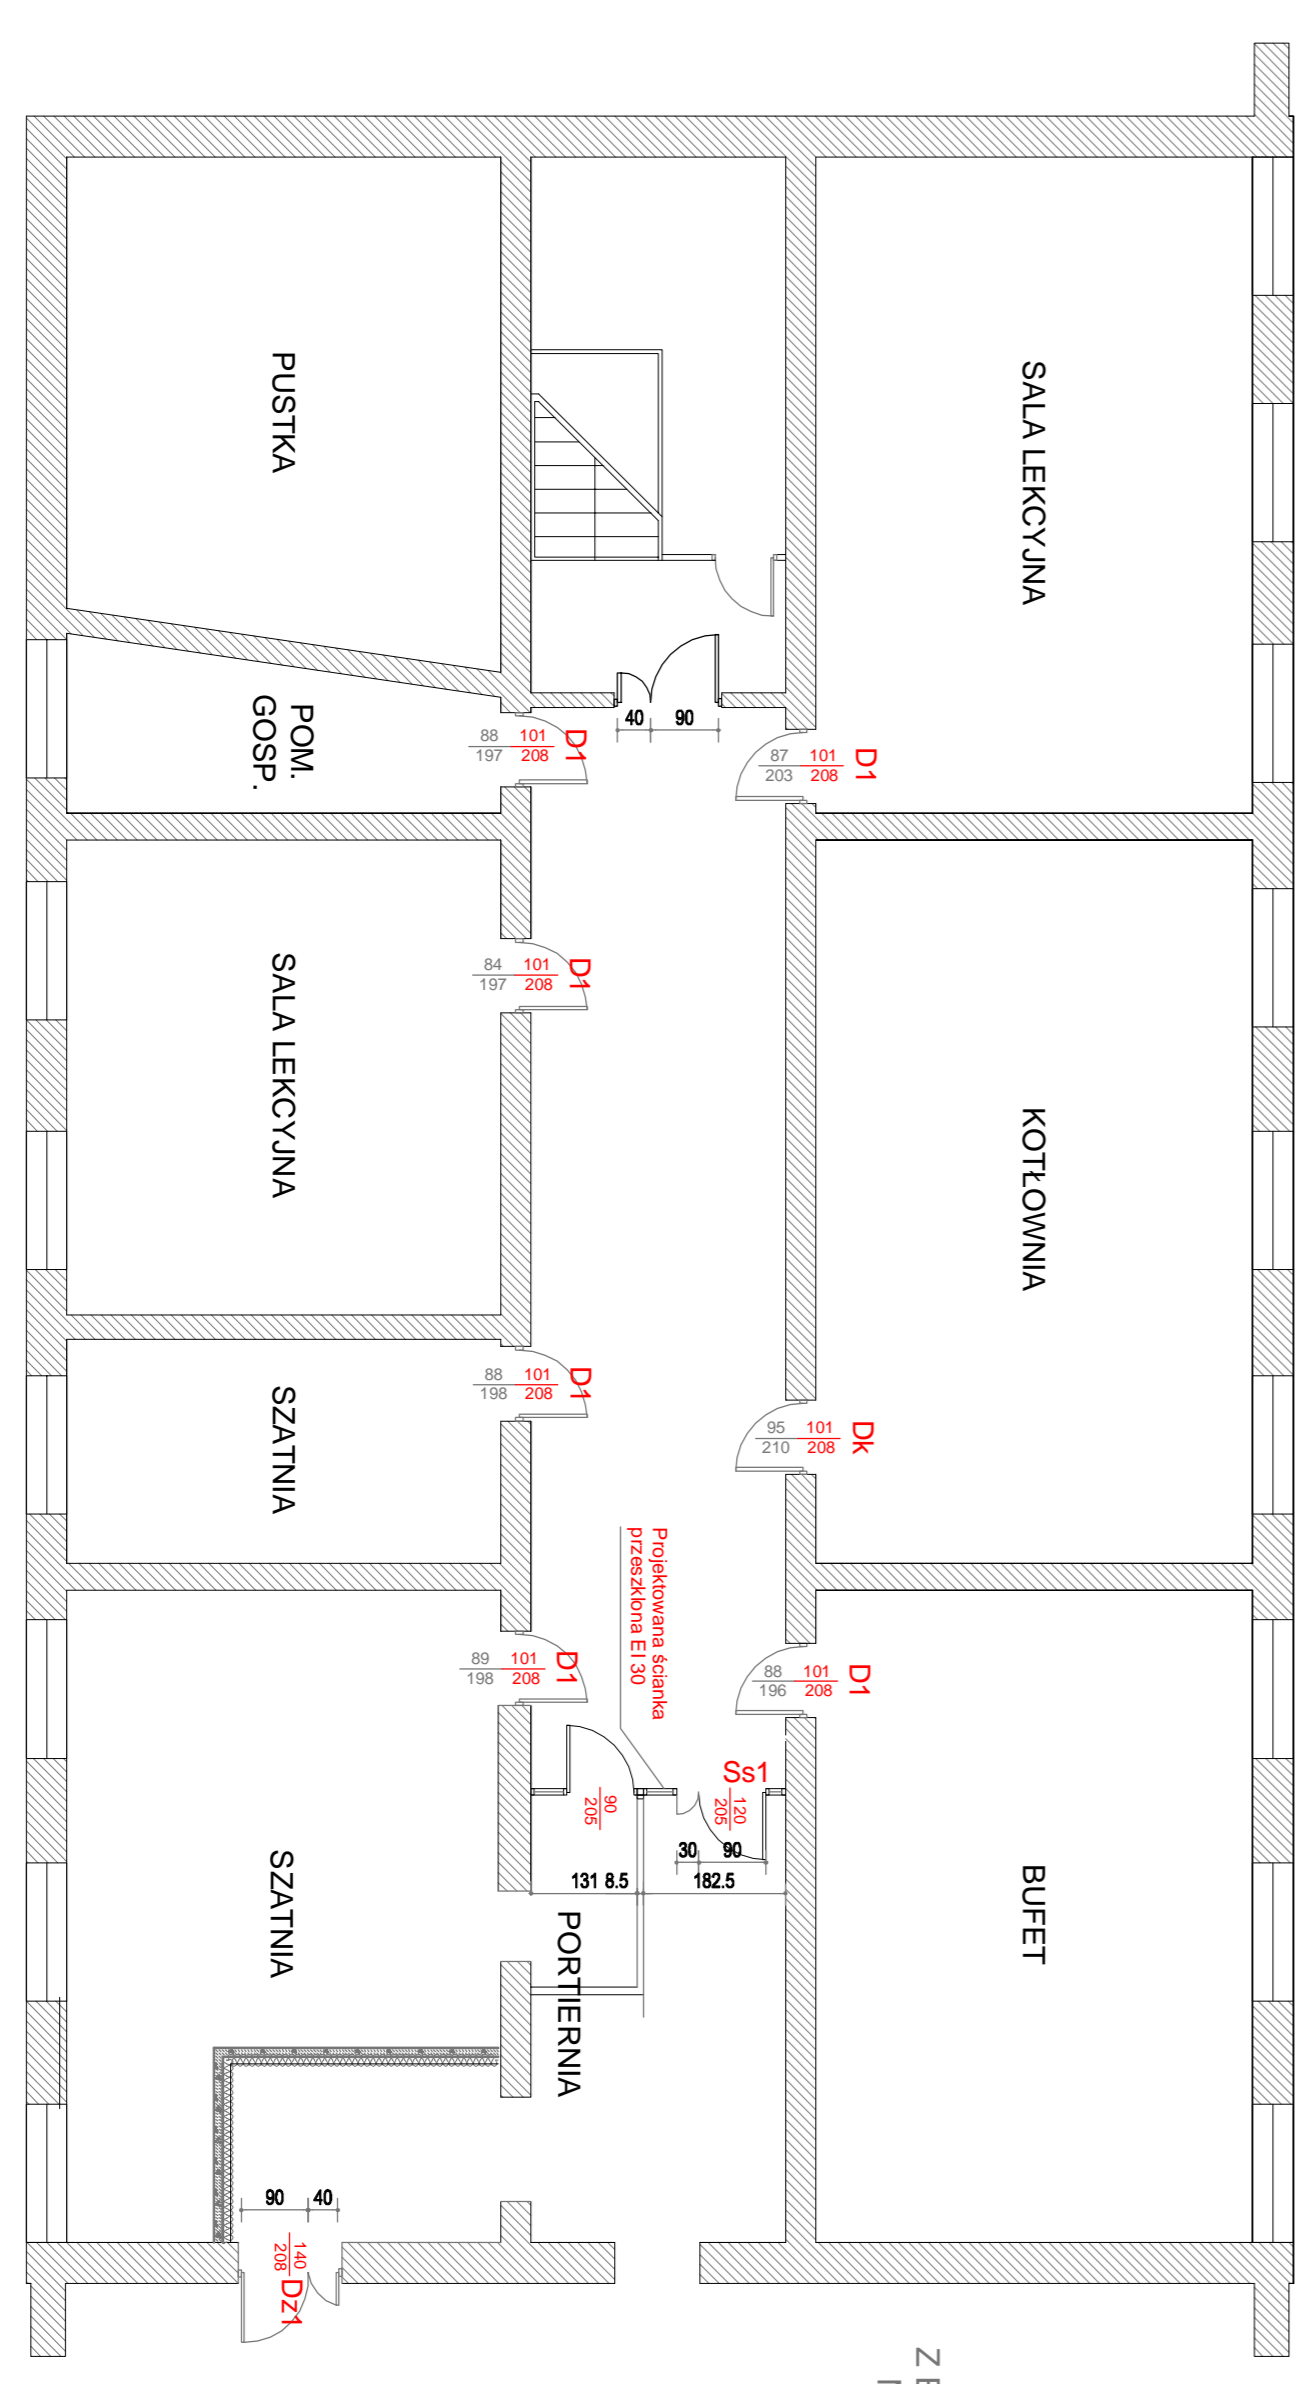 SALA LEKCYJNA
PUSTKA
POM.
GOSP.
40 90
88
197
101
208
D1
87
203
101
208
D1
SALA LEKCYJNA
84
197
101
208
D1
KOTŁOWNIA
SZATNIA
88
198
101
208
D1
95
210
101
208
Dk
Projektowana ścianka
przeszklona EI 30
89
198
101
208
D1
88
196
101
208
D1
Ss1
90
205
120
205
30 90
131 8.5 182.5
SZATNIA
PORTIERNIA
BUFET
90 40
140
208
Dz1